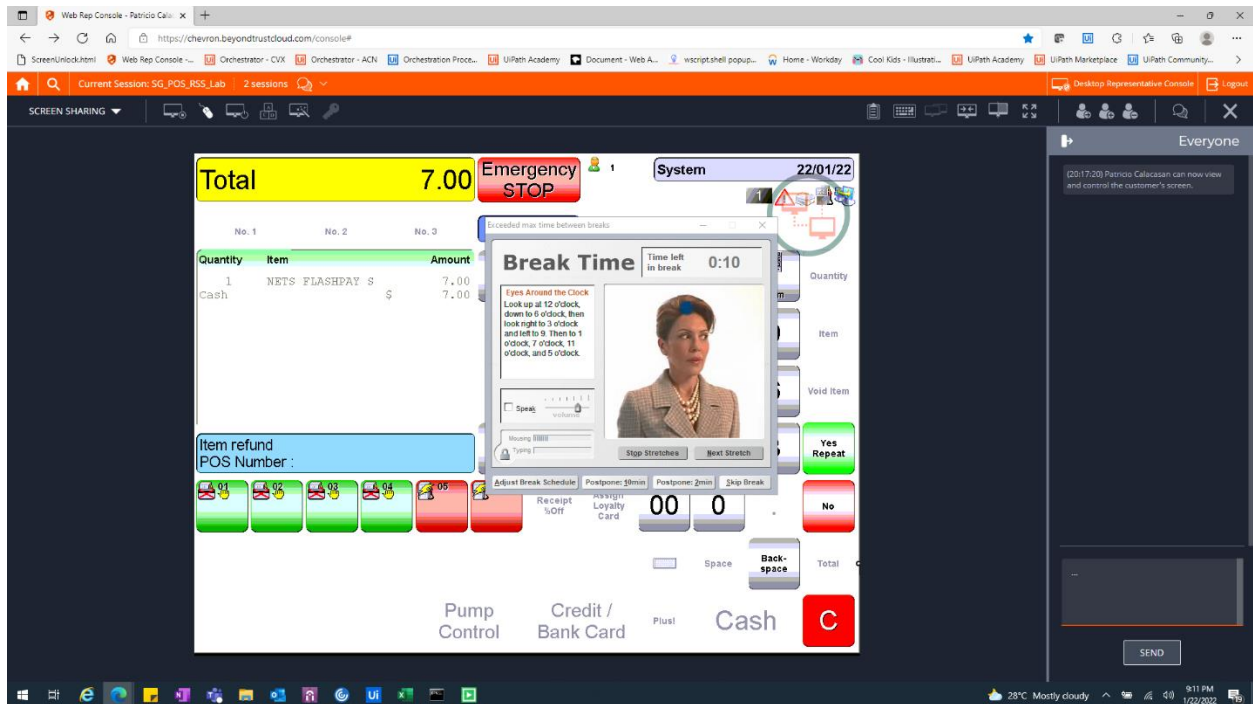 Web Rep Console - Patricio Cala
https://chevron.beyondtrustcloud.com/console#
ScreenUnlock.html
Web Rep Console -...
Orchestrator - CVX
Orchestrator - ACN
Orchestration Proce...
UiPath Academy
Document - Web A...
wscript.shell popup...
Home - Workday
Cool Kids - Illustrati...
UiPath Academy
UiPath Marketplace
UiPath Community...
Current Session: SG_POS_RSS_Lab
2 sessions
Desktop Representative Console
Logout
SCREEN SHARING
Everyone
(20:17:20) Patricio Calacasan can now view
and control the customer's screen.
Total 7.00
Emergency
STOP
1
System 22/01/22
1
No. 1 No. 2 No. 3
Quantity Item Amount
1 NETS FLASHPAY S 7.00
Cash $ 7.00
Exceeded max time between breaks
Break Time
Time left
in break
0:10
Eyes Around the Clock
Look up at 12 o'clock,
down to 6 o'clock, then
look right to 3 o'clock
and left to 9. Then to 1
o'clock, 7 o'clock, 11
o'clock, and 5 o'clock.
Speak
volume
Mousing
Typing
Stop Stretches
Next Stretch
Adjust Break Schedule
Postpone: 10min
Postpone: 2min
Skip Break
Quantity
Item
Void Item
Yes
Repeat
No
Item refund
POS Number :
01
02
03
04
05
Receipt
%Off
Assign
Loyalty
Card
00
0
.
Space
Back-
space
Total
Pump
Control
Credit /
Bank Card
Plus!
Cash
C
...
SEND
28°C Mostly cloudy
9:11 PM
1/22/2022